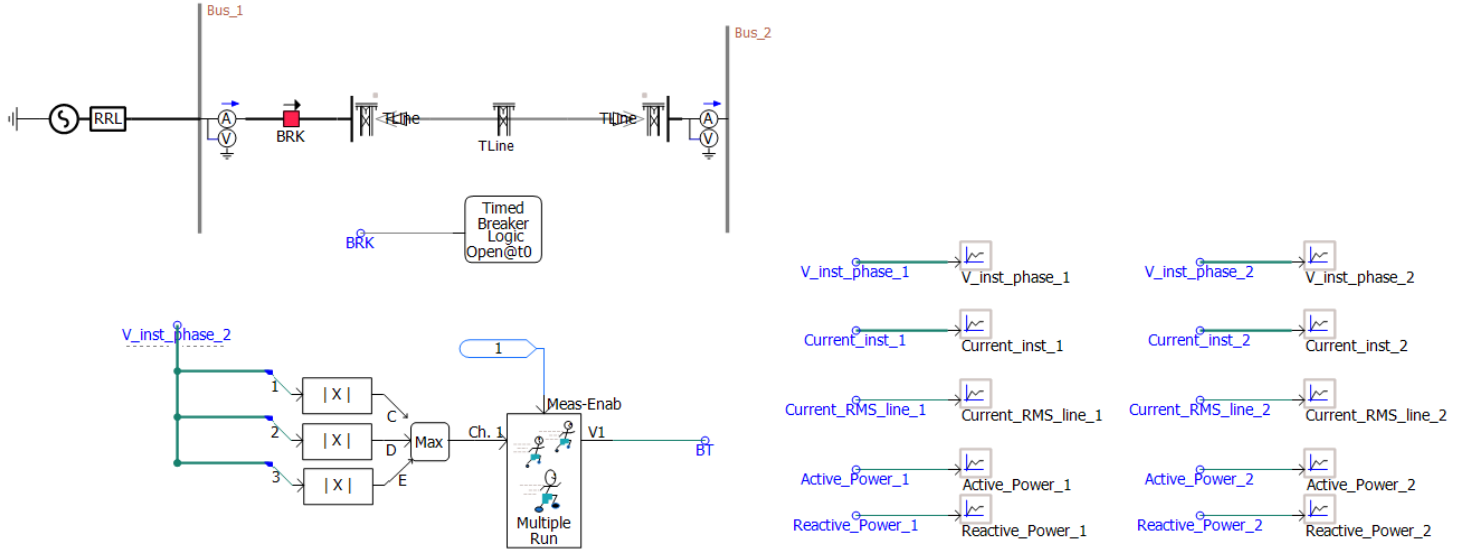 Bus_1
Bus_2
RRL
A
V
BRK
TLine
TLine
TLine
A
V
BRK
Timed
Breaker
Logic
Open@t0
V_inst_phase_2
1
2
3
|X|
|X|
|X|
C
D
E
Max
Ch. 1
1
Meas-Enab
V1
BT
Multiple
Run
V_inst_phase_1
V_inst_phase_1
V_inst_phase_2
V_inst_phase_2
Current_inst_1
Current_inst_1
Current_inst_2
Current_inst_2
Current_RMS_line_1
Current_RMS_line_1
Current_RMS_line_2
Current_RMS_line_2
Active_Power_1
Active_Power_1
Active_Power_2
Active_Power_2
Reactive_Power_1
Reactive_Power_1
Reactive_Power_2
Reactive_Power_2